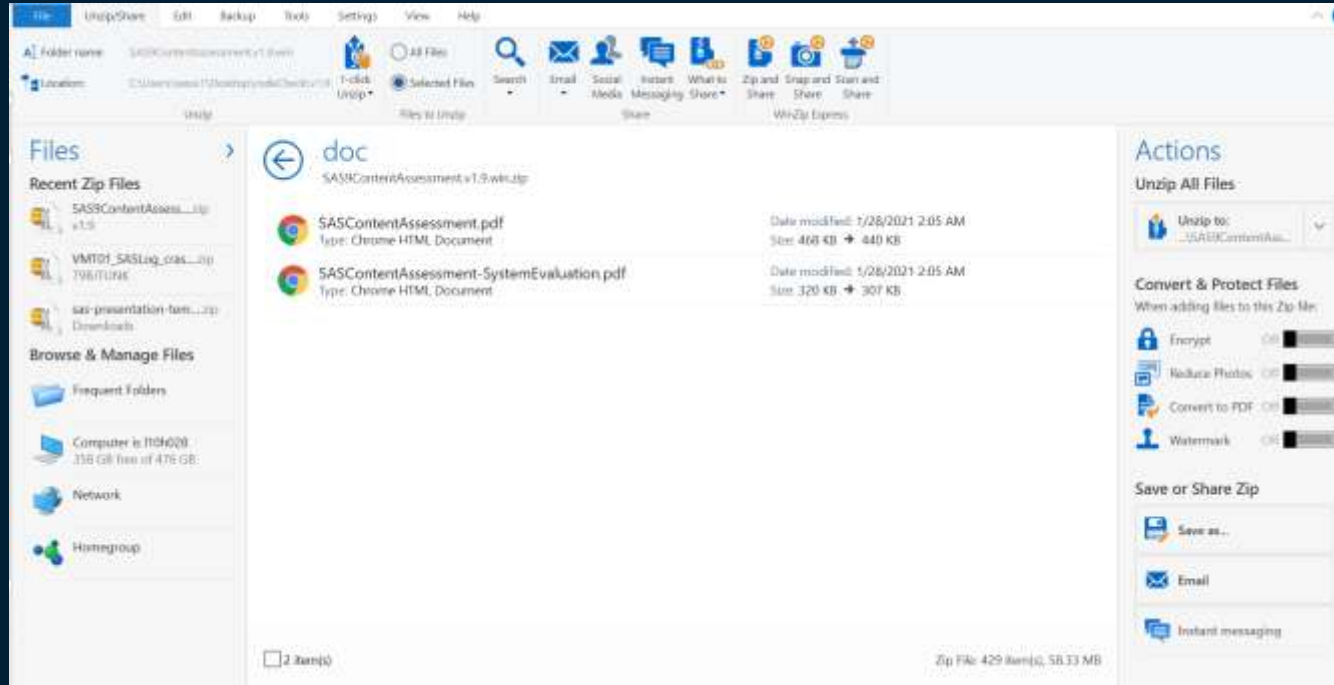 File Unzip/Share Edit Backup Tools Settings View Help
Folder name:
Location:
1-click Unzip
All Files
Selected Files
Search
Email
Social Media
Instant Messaging
What to Share
Zip and Share
Snap and Share
Scan and Share
Unzip
Files to Unzip
Share
WinZip Express
Files
Recent Zip Files
SAS9ContentAssess....zip
v1.9
VMT01_SASLog_cras....zip
sas-presentation-tem....zip
Downloads
Browse & Manage Files
Frequent Folders
Computer is l10h028
358 GB free of 476 GB
Network
Homegroup
doc
SAS9ContentAssessment.v1.9.win.zip
SASContentAssessment.pdf
Type: Chrome HTML Document
Date modified: 1/28/2021 2:05 AM
Size: 468 KB → 440 KB
SASContentAssessment-SystemEvaluation.pdf
Type: Chrome HTML Document
Date modified: 1/28/2021 2:05 AM
Size: 320 KB → 307 KB
2 item(s)
Zip File: 429 item(s), 58.33 MB
Actions
Unzip All Files
Unzip to:
...\SAS9ContentAss...
Convert & Protect Files
When adding files to this Zip file:
Encrypt Off
Reduce Photos Off
Convert to PDF Off
Watermark Off
Save or Share Zip
Save as...
Email
Instant messaging